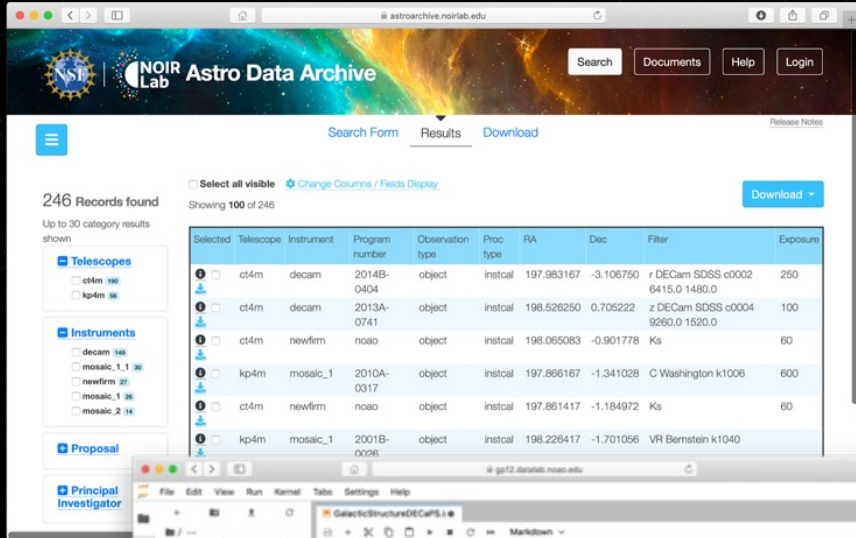 astroarchive.noirlab.edu
NSF
NOIR
Lab
Astro Data Archive
Search
Documents
Help
Login
Search Form
Results
Download
Release Notes
246 Records found
Up to 30 category results
shown
Telescopes
ct4m 190
kp4m 56
Instruments
decam 149
mosaic_1_1 30
newfirm 27
mosaic_1 26
mosaic_2 14
Proposal
Principal
Investigator
Select all visible Change Columns / Fields Display
Showing 100 of 246
Download
Selected Telescope Instrument Program number Observation type Proc type RA Dec Filter Exposure
ct4m decam 2014B-0404 object instcal 197.983167 -3.106750 r DECam SDSS c0002 6415.0 1480.0 250
ct4m decam 2013A-0741 object instcal 198.526250 0.705222 z DECam SDSS c0004 9260.0 1520.0 100
ct4m newfirm noao object instcal 198.065083 -0.901778 Ks 60
kp4m mosaic_1 2010A-0317 object instcal 197.866167 -1.341028 C Washington k1006 600
ct4m newfirm noao object instcal 197.861417 -1.184972 Ks 60
kp4m mosaic_1 2001B-0026 object instcal 198.226417 -1.701056 VR Bernstein k1040
gp12.datalab.noao.edu
File Edit View Run Kernel Tabs Settings Help
GalacticStructureDECaPS.i
Markdown